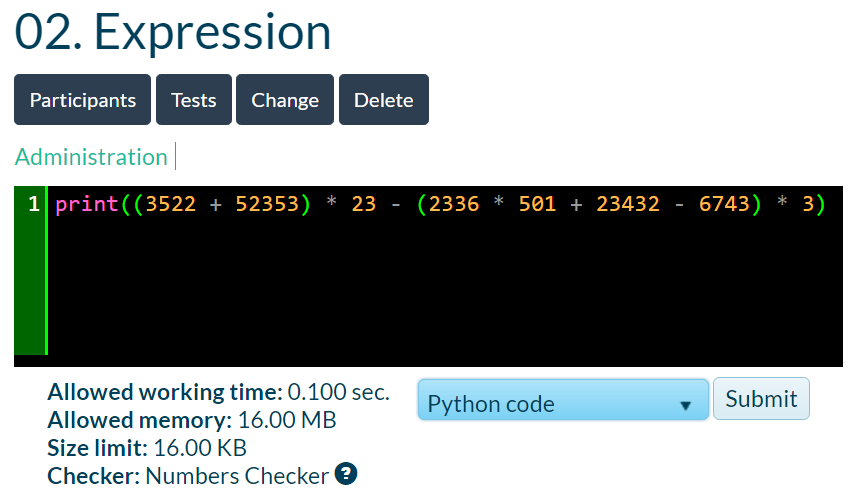 02. Expression
Participants Tests Change Delete
Administration
1 print((3522 + 52353) * 23 - (2336 * 501 + 23432 - 6743) * 3)
Allowed working time: 0.100 sec.
Python code Submit
Allowed memory: 16.00 MB
Size limit: 16.00 KB
Checker: Numbers Checker ?